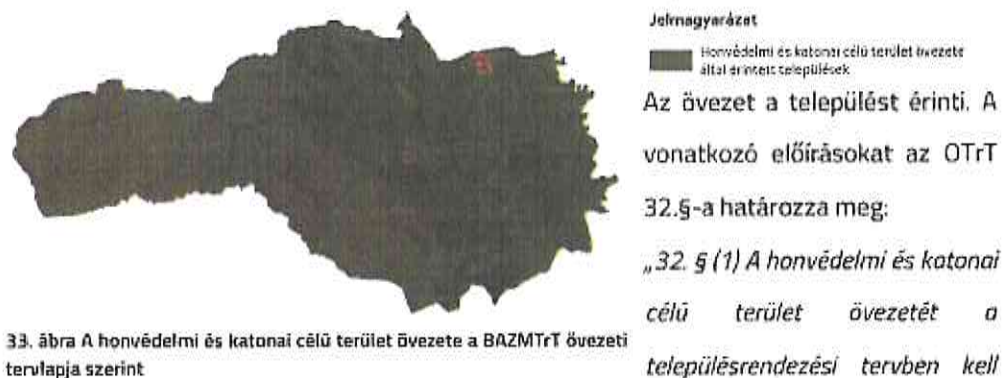 Jelmagyarázat
Honvédelmi és katonai célú terület övezete
által érintett települések
Az övezet a települést érinti. A
vonatkozó előírásokat az OTrT
32.§-a határozza meg:
„32. § (1) A honvédelmi és katonai
célú terület övezetét a
településrendezési tervben kell
33. ábra A honvédelmi és katonai célú terület övezete a BAZMTrT övezeti
tervlapja szerint